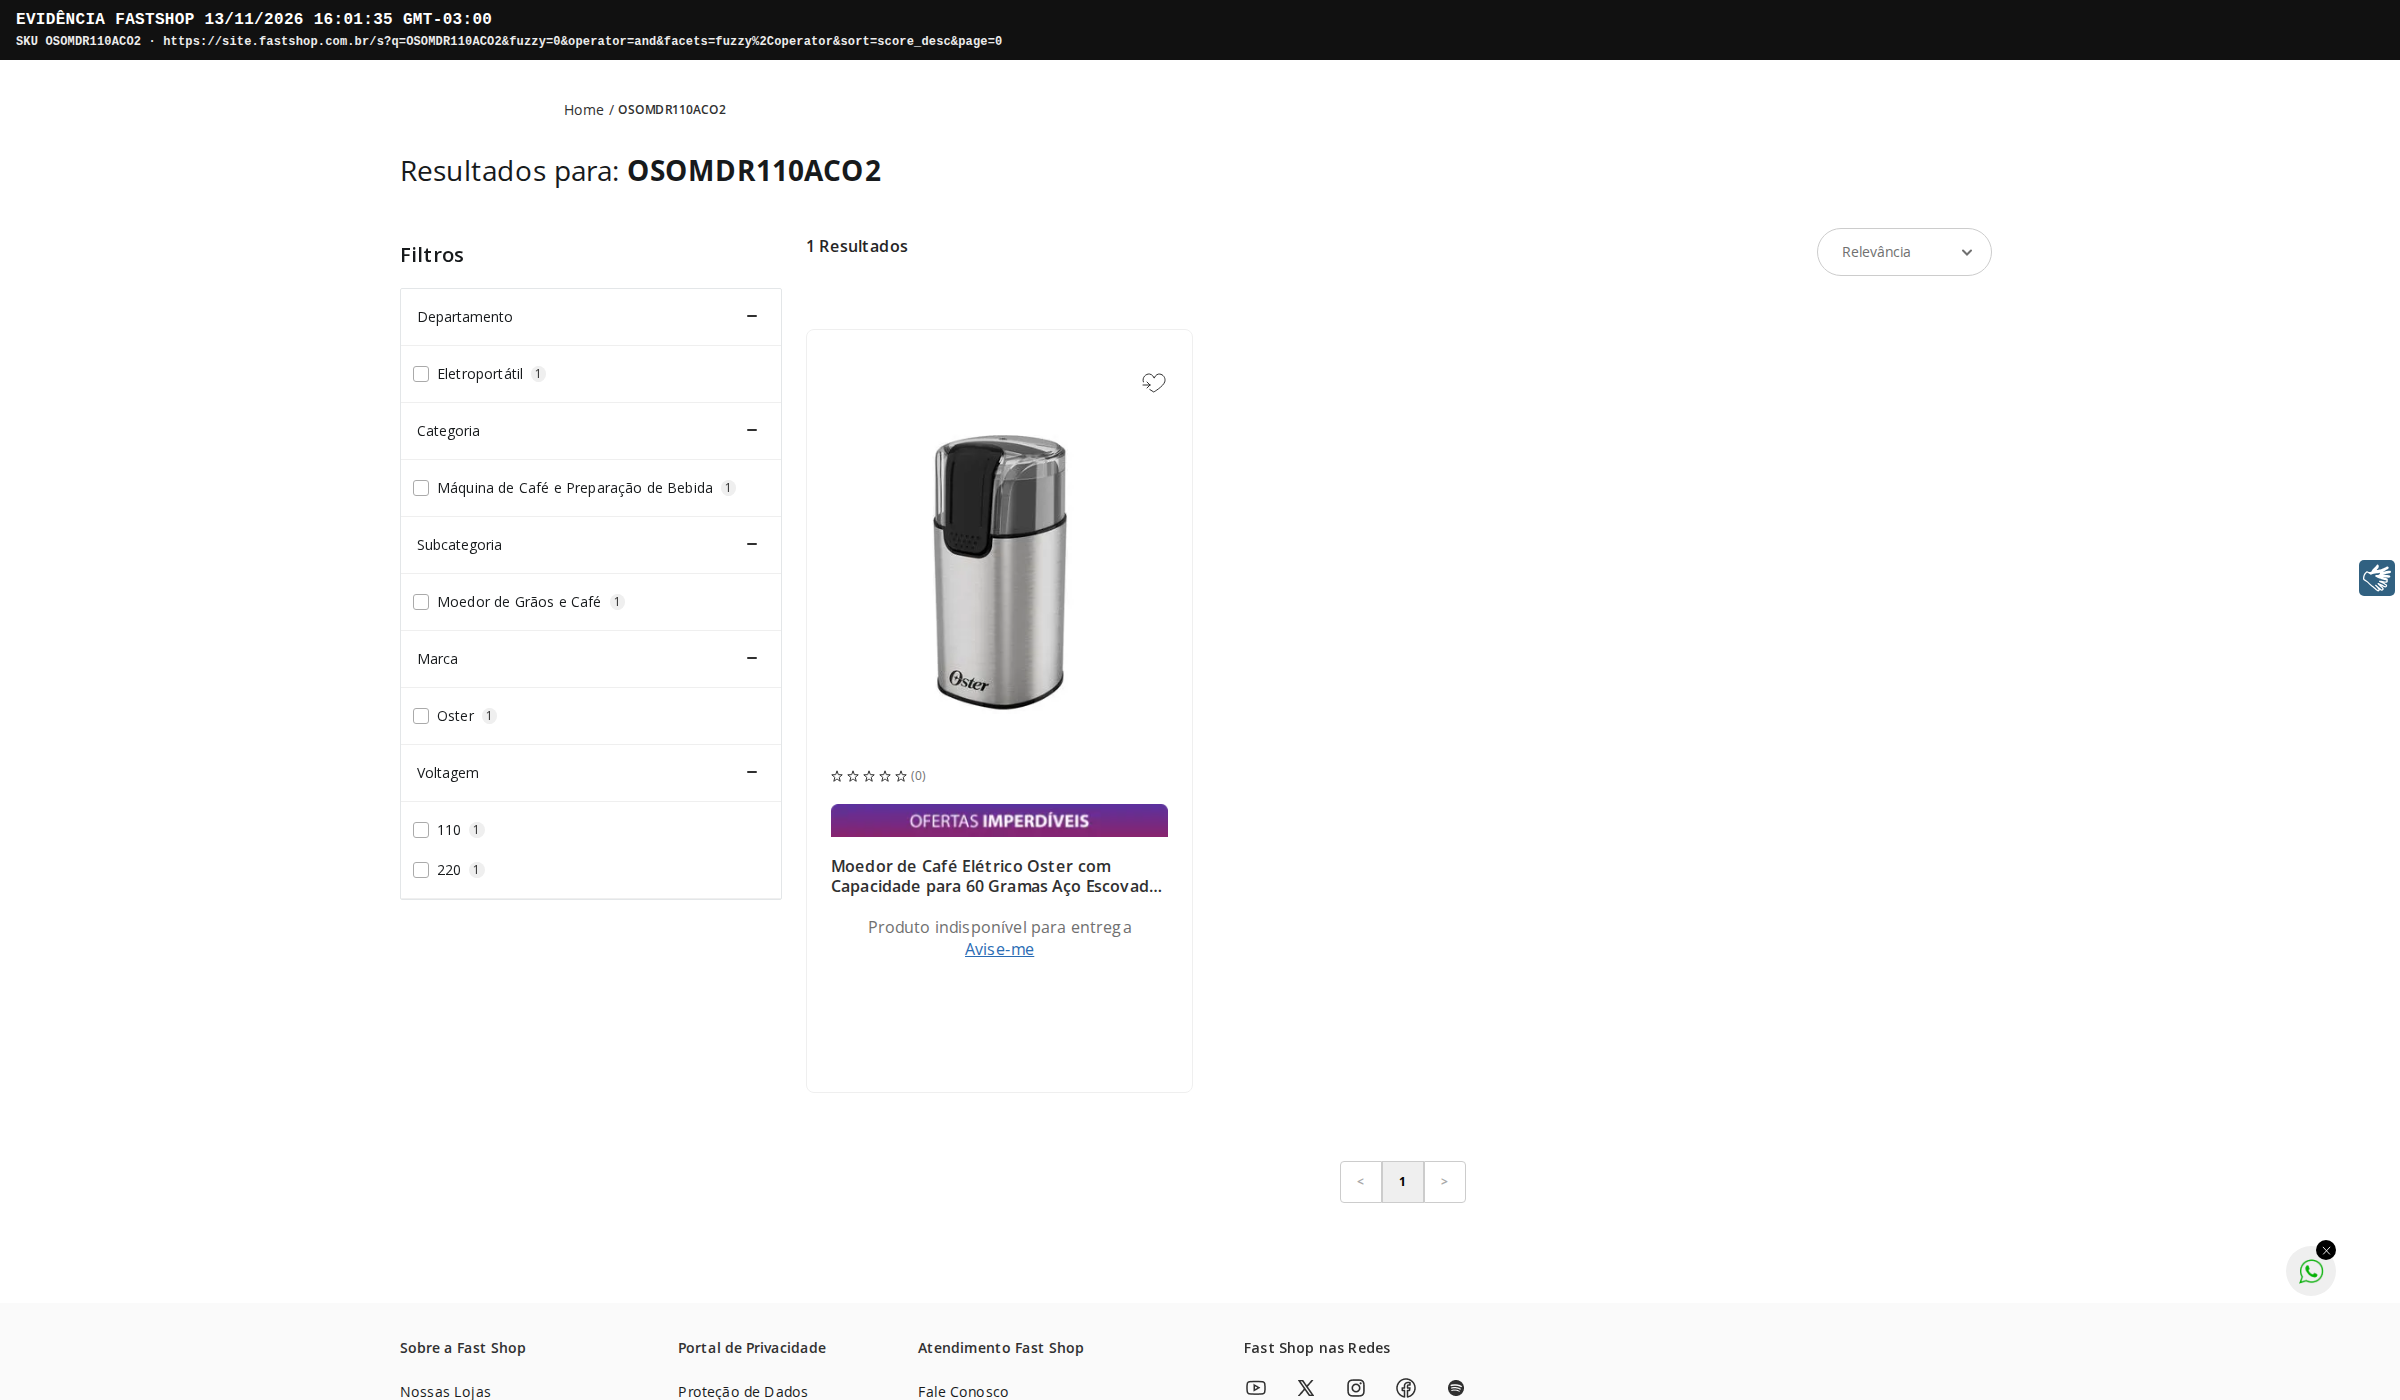 EVIDÊNCIA FASTSHOP 13/11/2026 16:01:35 GMT-03:00
SKU OSOMDR110ACO2 · https://site.fastshop.com.br/s?q=OSOMDR110ACO2&fuzzy=0&operator=and&facets=fuzzy%2Coperator&sort=score_desc&page=0
Home / OSOMDR110ACO2
Resultados para: OSOMDR110ACO2
Filtros
Departamento
Eletroportátil 1
Categoria
Máquina de Café e Preparação de Bebida 1
Subcategoria
Moedor de Grãos e Café 1
Marca
Oster 1
Voltagem
110 1
220 1
1 Resultados
Relevância
Oster
(0)
OFERTAS IMPERDÍVEIS
Moedor de Café Elétrico Oster com
Capacidade para 60 Gramas Aço Escovad...
Produto indisponível para entrega
Avise-me
< 1 >
Sobre a Fast Shop
Nossas Lojas
Portal de Privacidade
Proteção de Dados
Atendimento Fast Shop
Fale Conosco
Fast Shop nas Redes